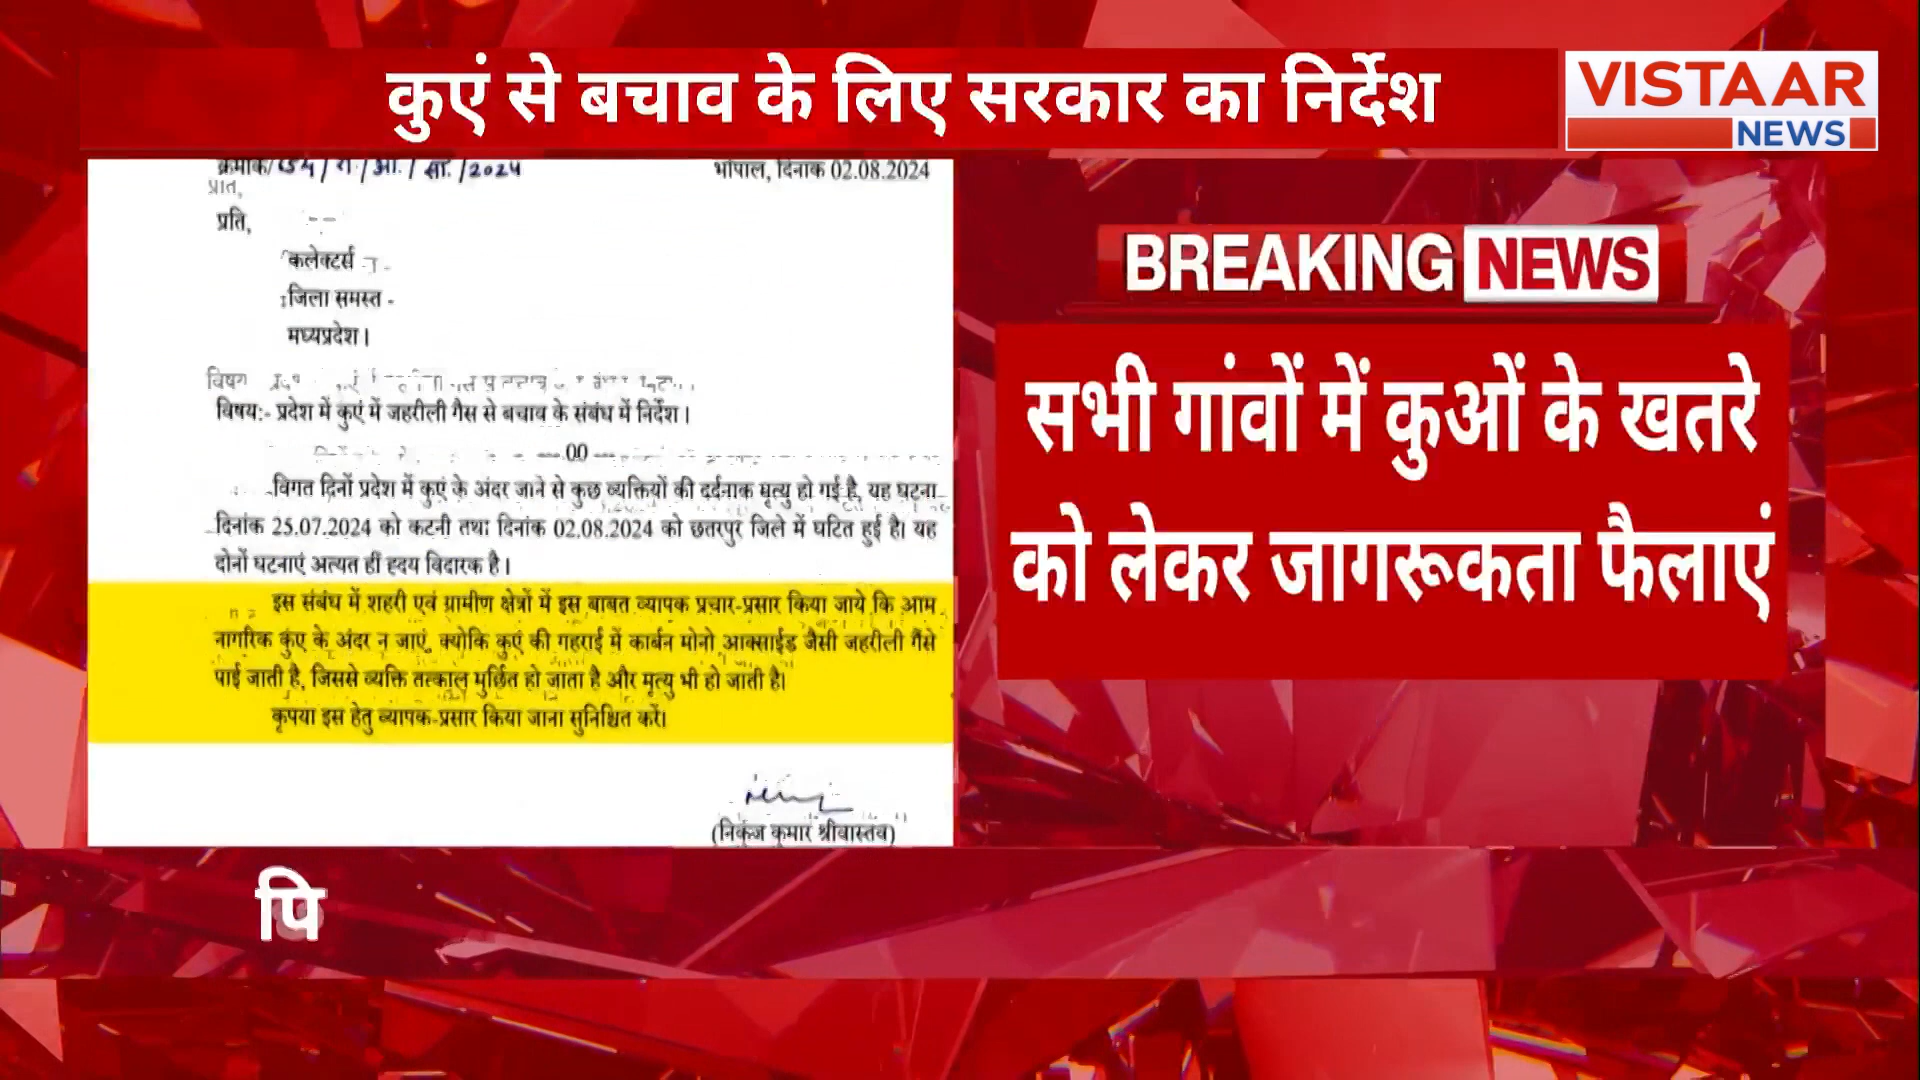 कुएं से बचाव के लिए सरकार का निर्देश
VISTAAR
NEWS
क्रमांक/ /2024
भोपाल, दिनांक 02.08.2024
प्रति,
कलेक्टर्स
जिला समस्त
मध्यप्रदेश।
विषय:- प्रदेश में कुएं में जहरीली गैस से बचाव के संबंध में निर्देश।
00
विगत दिनों प्रदेश में कुएं के अंदर जाने से कुछ व्यक्तियों की दर्दनाक मृत्यु हो गई है, यह घटना
दिनांक 25.07.2024 को कटनी तथा दिनांक 02.08.2024 को छतरपुर जिले में घटित हुई है। यह
दोनों घटनाएं अत्यत ही ह्दय विदारक है।
इस संबंध में शहरी एवं ग्रामीण क्षेत्रों में इस बाबत व्यापक प्रचार-प्रसार किया जाये कि आम
नागरिक कुंए के अंदर न जाएं, क्योकि कुएं की गहराई में कार्बन मोनो आक्साईड जैसी जहरीली गैसे
पाई जाती है, जिससे व्यक्ति तत्काल मुर्छित हो जाता है और मृत्यु भी हो जाती है।
कृपया इस हेतु व्यापक-प्रसार किया जाना सुनिश्चित करें।
(निकुंज कुमार श्रीवास्तव)
BREAKING NEWS
सभी गांवों में कुओं के खतरे
को लेकर जागरूकता फैलाएं
पि